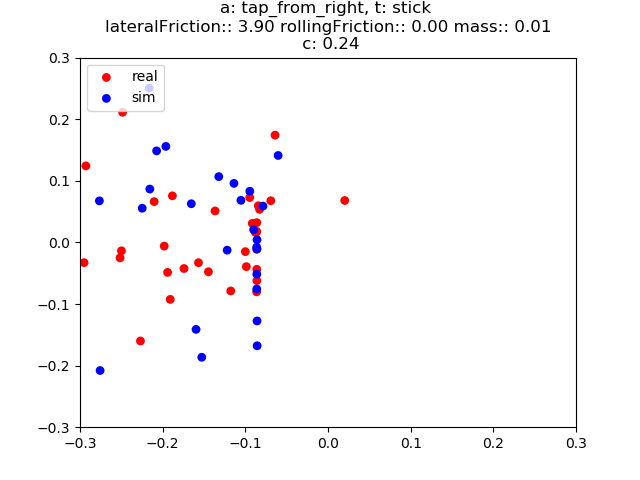 a: tap_from_right, t: stick
lateralFriction:: 3.90 rollingFriction:: 0.00 mass:: 0.01
c: 0.24
real
sim
0.3
0.2
0.1
0.0
−0.1
−0.2
−0.3
−0.3 −0.2 −0.1 0.0 0.1 0.2 0.3